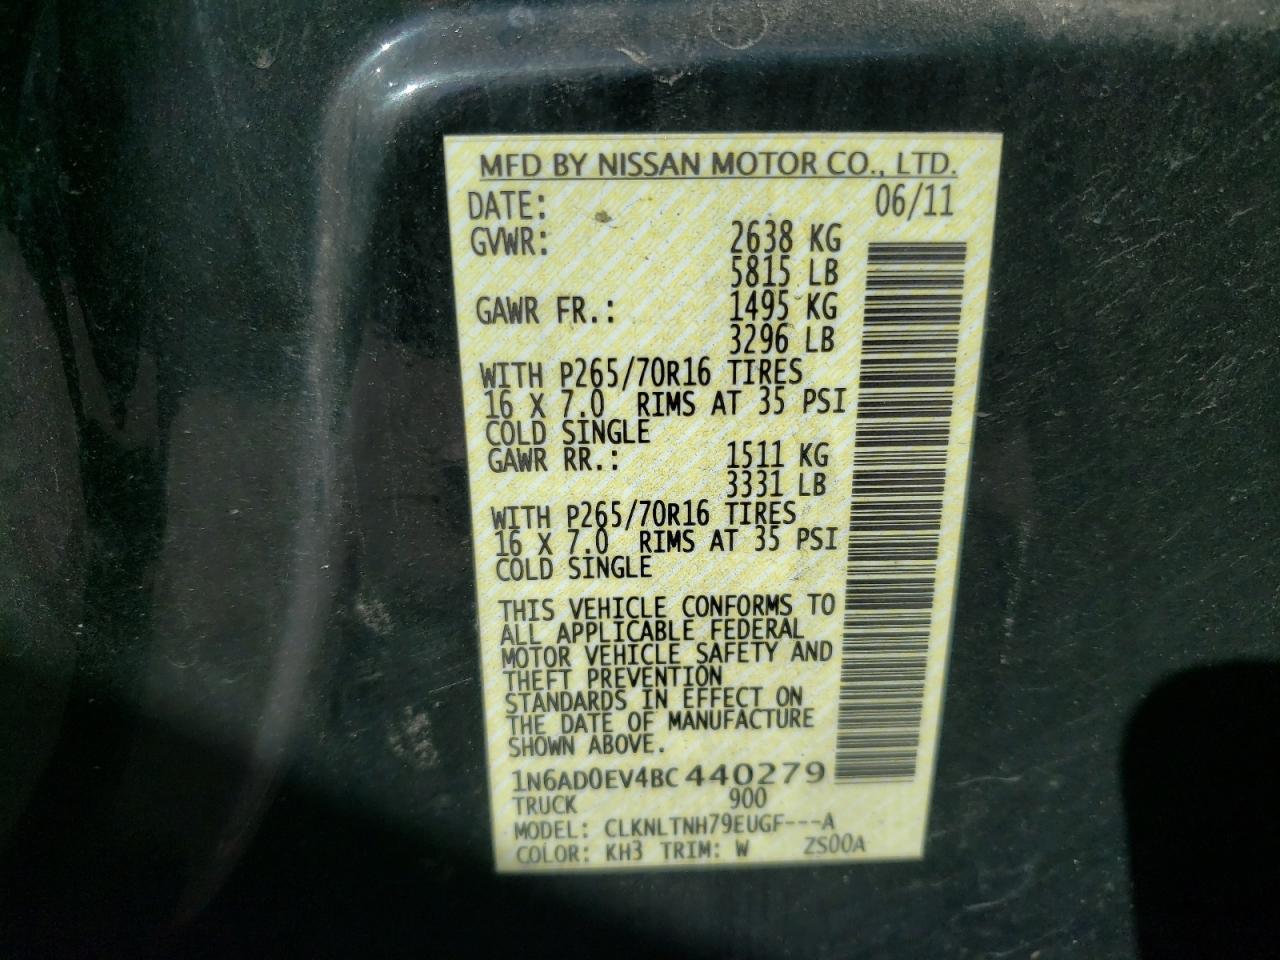 MFD BY NISSAN MOTOR CO., LTD.
DATE: 06/11
GVWR: 2638 KG
5815 LB
GAWR FR.: 1495 KG
3296 LB
WITH P265/70R16 TIRES
16 X 7.0 RIMS AT 35 PSI
COLD SINGLE
GAWR RR.: 1511 KG
3331 LB
WITH P265/70R16 TIRES
16 X 7.0 RIMS AT 35 PSI
COLD SINGLE
THIS VEHICLE CONFORMS TO
ALL APPLICABLE FEDERAL
MOTOR VEHICLE SAFETY AND
THEFT PREVENTION
STANDARDS IN EFFECT ON
THE DATE OF MANUFACTURE
SHOWN ABOVE.
1N6AD0EV4BC440279
TRUCK 900
MODEL: CLKNLTNH79EUGF---A
COLOR: KH3 TRIM: W ZS00A